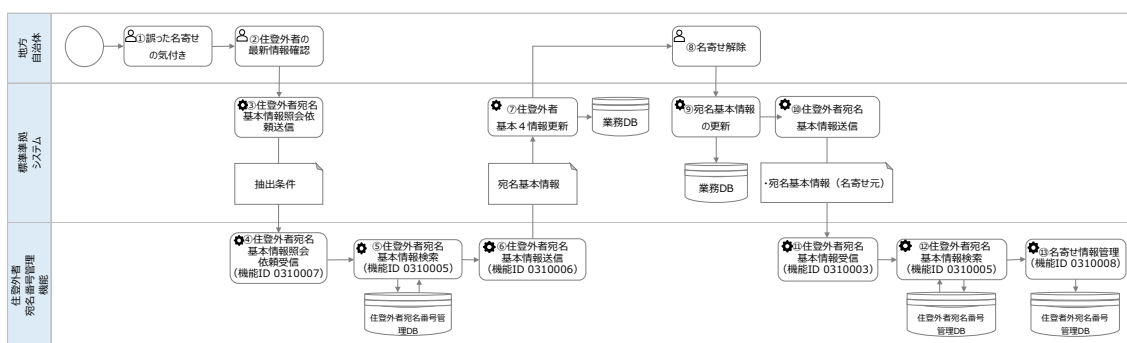 地方
自治体
①誤った名寄せ
の気付き
②住登外者の
最新情報確認
⑧名寄せ解除
標準準拠
システム
③住登外者宛名
基本情報照会依
頼送信
抽出条件
⑦住登外者
基本４情報更新
業務DB
宛名基本情報
⑨宛名基本情報
の更新
業務DB
⑩住登外者宛名
基本情報送信
・宛名基本情報（名寄せ元）
住登外者
宛名番号管理
機能
④住登外者宛名
基本情報照会
依頼受信
（機能ID 0310007）
⑤住登外者宛名
基本情報検索
（機能ID 0310005）
住登外者宛名番号管
理DB
⑥住登外者宛名
基本情報送信
（機能ID 0310006）
⑪住登外者宛名
基本情報受信
（機能ID 0310003）
⑫住登外者宛名
基本情報検索
（機能ID 0310005）
住登外者宛名番号
管理DB
⑬名寄せ情報管理
（機能ID 0310008）
住登者外宛名番号
管理DB